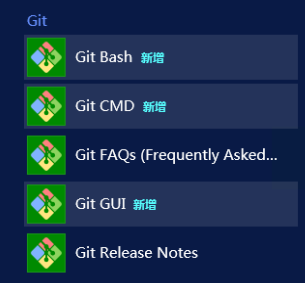 Git
Git Bash 新增
Git CMD 新增
Git FAQs (Frequently Asked...
Git GUI 新增
Git Release Notes